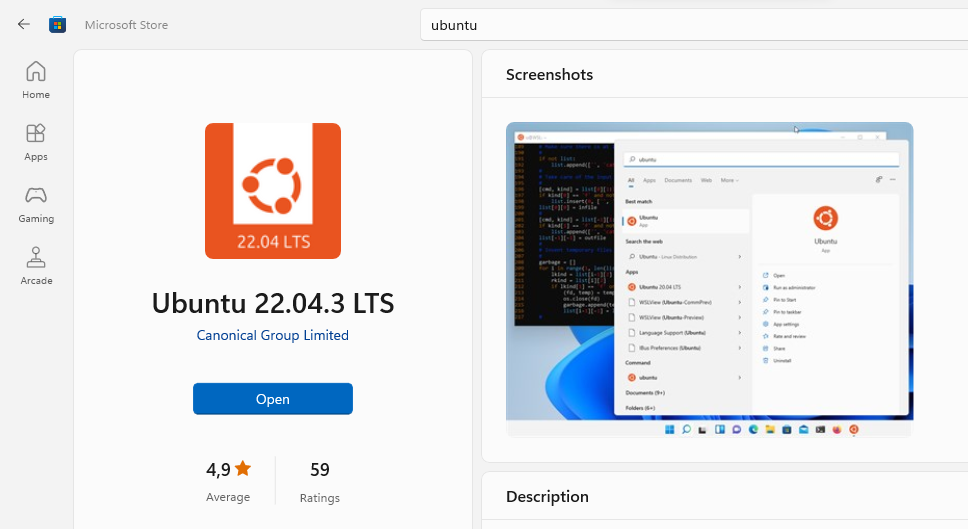 Microsoft Store
ubuntu
Home
Apps
Gaming
Arcade
22.04 LTS
Ubuntu 22.04.3 LTS
Canonical Group Limited
Open
4,9
Average
59
Ratings
Screenshots
ubuntu
All Apps Documents Web More
Best match
Ubuntu
App
Search the web
Ubuntu - Linux Distribution
Apps
Ubuntu 20.04 LTS
WSLView (Ubuntu-CommPrev)
WSLView (Ubuntu-Preview)
Language Support (Ubuntu)
IBus Preferences (Ubuntu)
Command
ubuntu
Documents (9+)
Folders (6+)
Ubuntu
App
Open
Run as administrator
Pin to Start
Pin to taskbar
App settings
Rate and review
Share
Uninstall
if not list:
garbage = []
Description